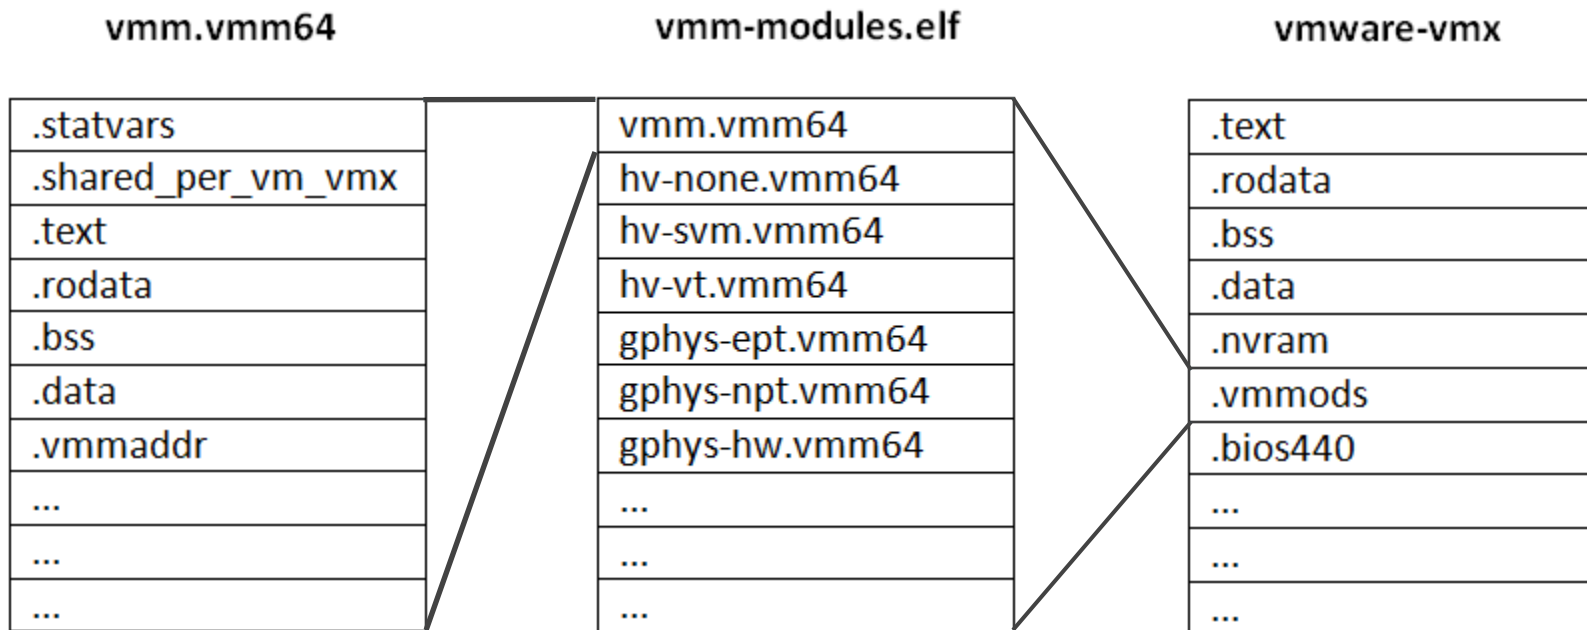 vmm.vmm64
.statvars
.shared_per_vm_vmx
.text
.rodata
.bss
.data
.vmmaddr
...
...
...
vmm-modules.elf
vmm.vmm64
hv-none.vmm64
hv-svm.vmm64
hv-vt.vmm64
gphys-ept.vmm64
gphys-npt.vmm64
gphys-hw.vmm64
...
...
...
vmware-vmx
.text
.rodata
.bss
.data
.nvram
.vmmods
.bios440
...
...
...